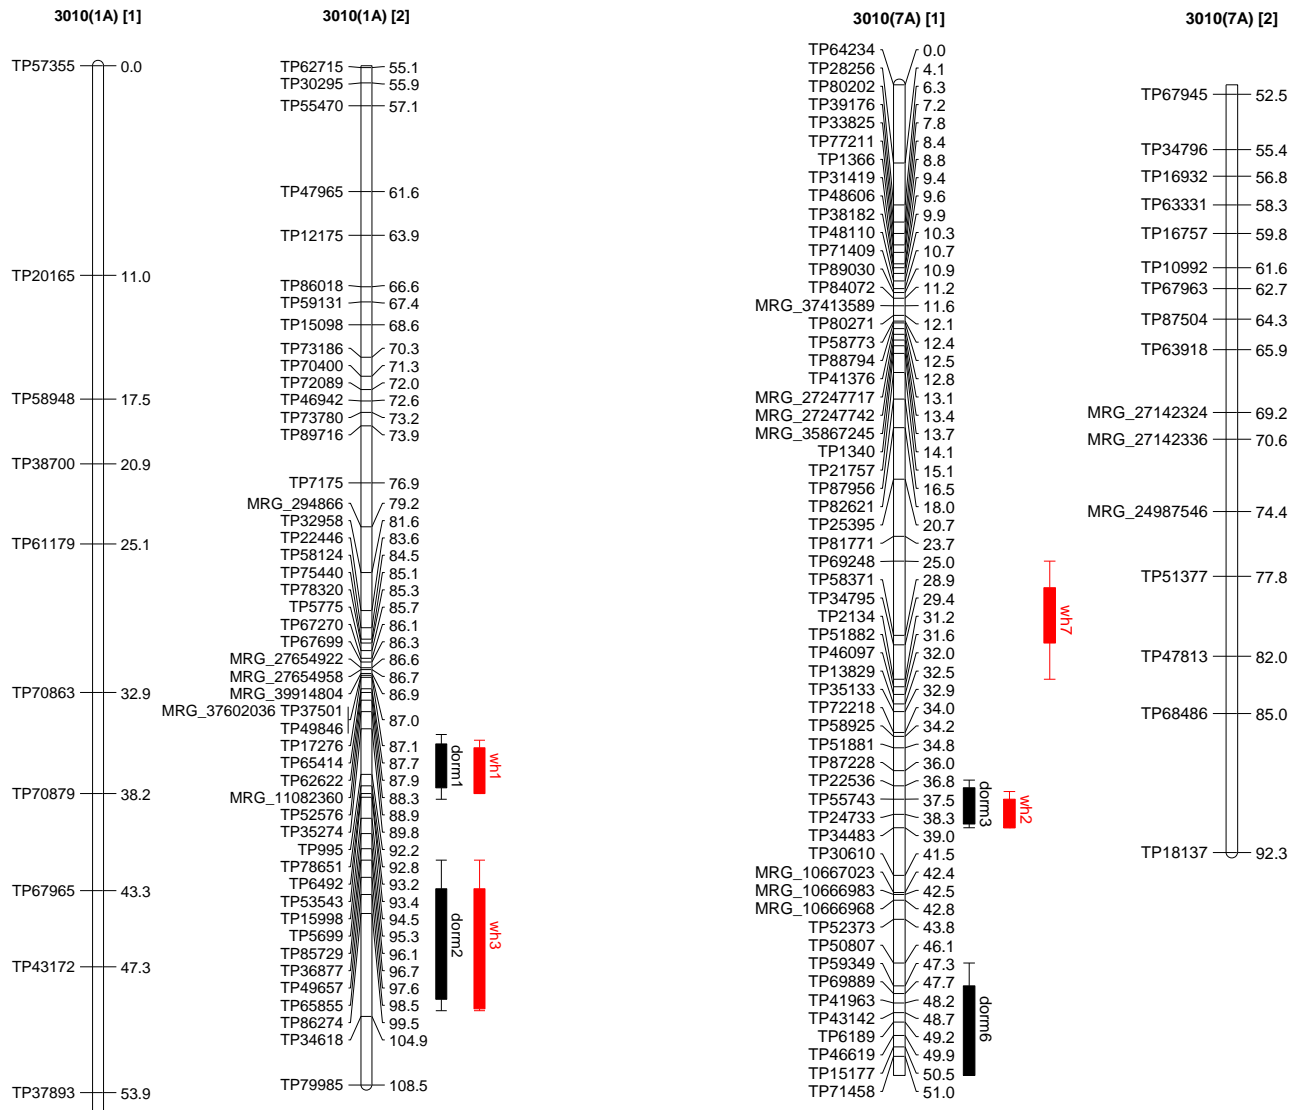 3010(1A) [1]
TP57355 0.0
TP20165 11.0
TP58948 17.5
TP38700 20.9
TP61179 25.1
TP70863 32.9
TP70879 38.2
TP67965 43.3
TP43172 47.3
TP37893 53.9
3010(1A) [2]
TP62715 55.1
TP30295 55.9
TP55470 57.1
TP47965 61.6
TP12175 63.9
TP86018 66.6
TP59131 67.4
TP15098 68.6
TP73186 70.3
TP70400 71.3
TP72089 72.0
TP46942 72.6
TP73780 73.2
TP89716 73.9
TP7175 76.9
MRG_294866 79.2
TP32958 81.6
TP22446 83.6
TP58124 84.5
TP75440 85.1
TP78320 85.3
TP5775 85.7
TP67270 86.1
TP67699 86.3
MRG_27654922 86.6
MRG_27654958 86.7
MRG_39914804 86.9
MRG_37602036 TP37501
87.0
TP49846
TP17276 87.1
TP65414 87.7
TP62622 87.9
MRG_11082360 88.3
TP52576 88.9
TP35274 89.8
TP995 92.2
TP78651 92.8
TP6492 93.2
TP53543 93.4
TP15998 94.5
TP5699 95.3
TP85729 96.1
TP36877 96.7
TP49657 97.6
TP65855 98.5
TP86274 99.5
TP34618 104.9
TP79985 108.5
dorm1
wh1
dorm2
wh3
3010(7A) [1]
TP64234 0.0
TP28256 4.1
TP80202 6.3
TP39176 7.2
TP33825 7.8
TP77211 8.4
TP1366 8.8
TP31419 9.4
TP48606 9.6
TP38182 9.9
TP48110 10.3
TP71409 10.7
TP89030 10.9
TP84072 11.2
MRG_37413589 11.6
TP80271 12.1
TP58773 12.4
TP88794 12.5
TP41376 12.8
MRG_27247717 13.1
MRG_27247742 13.4
MRG_35867245 13.7
TP1340 14.1
TP21757 15.1
TP87956 16.5
TP82621 18.0
TP25395 20.7
TP81771 23.7
TP69248 25.0
TP58371 28.9
TP34795 29.4
TP2134 31.2
TP51882 31.6
TP46097 32.0
TP13829 32.5
TP35133 32.9
TP72218 34.0
TP58925 34.2
TP51881 34.8
TP87228 36.0
TP22536 36.8
TP55743 37.5
TP24733 38.3
TP34483 39.0
TP30610 41.5
MRG_10667023 42.4
MRG_10666983 42.5
MRG_10666968 42.8
TP52373 43.8
TP50807 46.1
TP59349 47.3
TP69889 47.7
TP41963 48.2
TP43142 48.7
TP6189 49.2
TP46619 49.9
TP15177 50.5
TP71458 51.0
wh7
dorm3
wh2
dorm6
3010(7A) [2]
TP67945 52.5
TP34796 55.4
TP16932 56.8
TP63331 58.3
TP16757 59.8
TP10992 61.6
TP67963 62.7
TP87504 64.3
TP63918 65.9
MRG_27142324 69.2
MRG_27142336 70.6
MRG_24987546 74.4
TP51377 77.8
TP47813 82.0
TP68486 85.0
TP18137 92.3